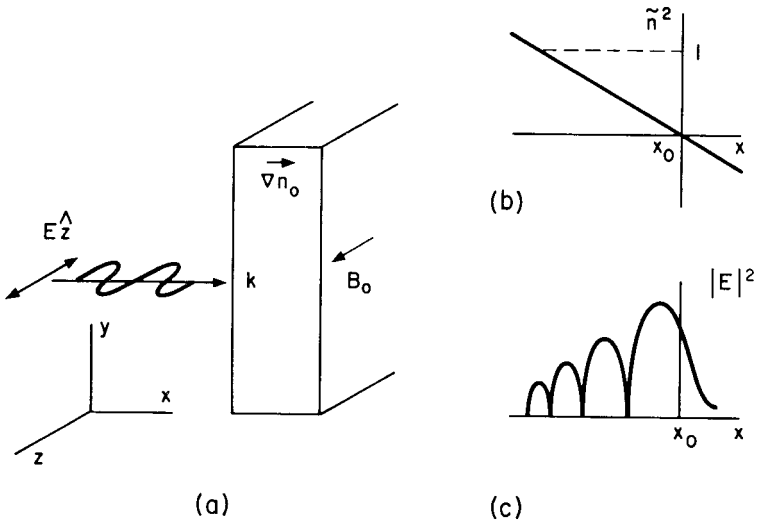 ∇n₀
E ẑ
k
B₀
y
x
z
(a)
ñ²
1
x₀ x
(b)
|E|²
x₀ x
(c)